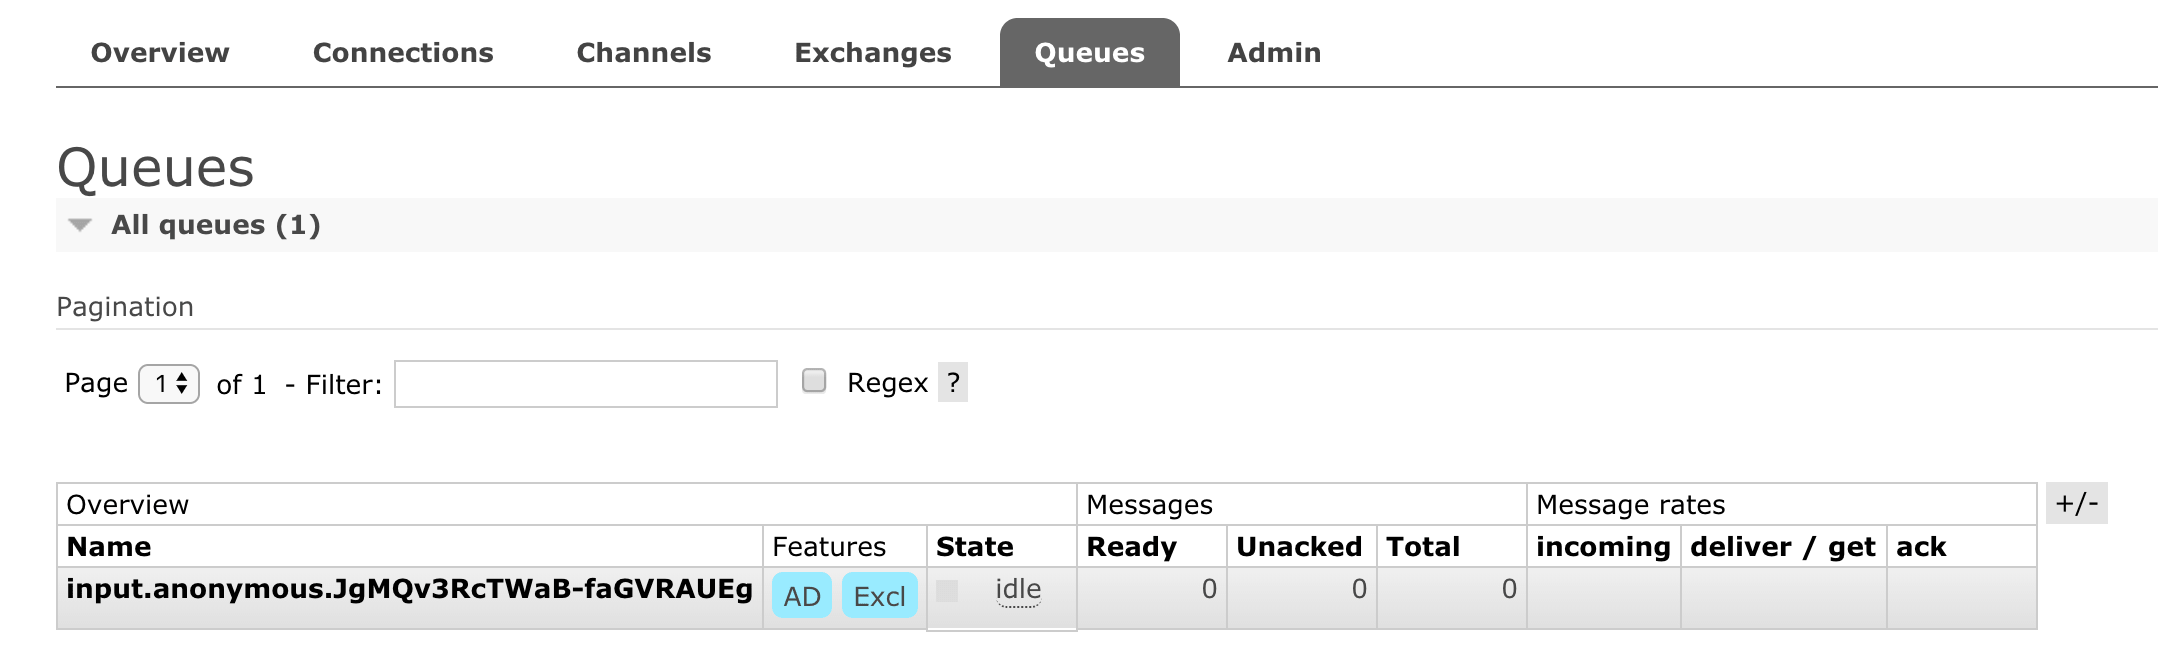 Overview Connections Channels Exchanges Queues Admin
Queues
All queues (1)
Pagination
Page 1 of 1 - Filter: Regex ?
Overview Messages Message rates +/-
Name Features State Ready Unacked Total incoming deliver / get ack
input.anonymous.JgMQv3RcTWaB-faGVRAUEg AD Excl idle 0 0 0